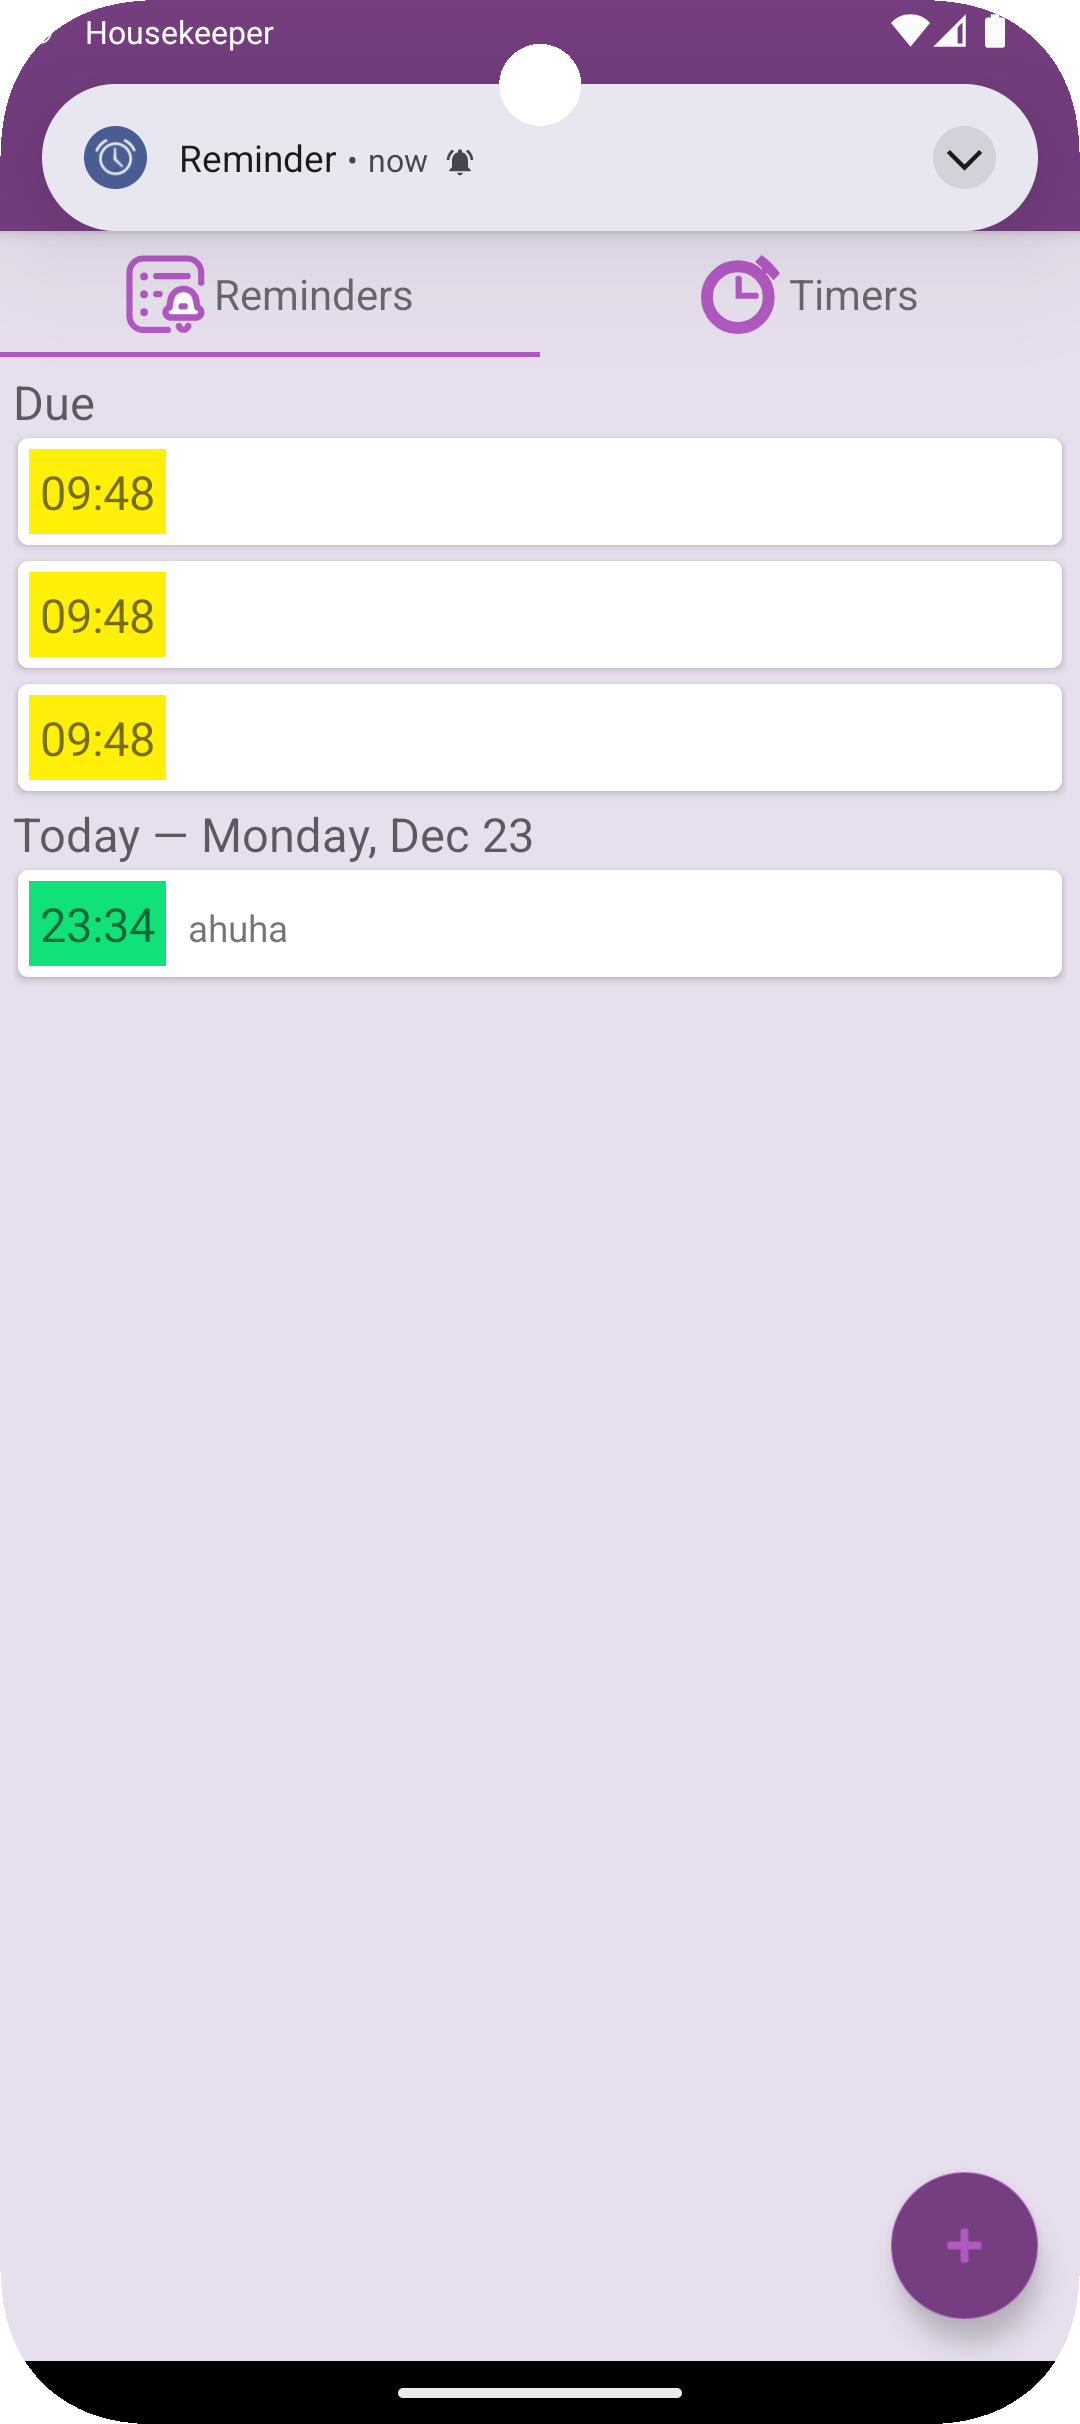 Housekeeper
Reminder • now
Reminders
Timers
Due
09:48
09:48
09:48
Today — Monday, Dec 23
23:34 ahuha